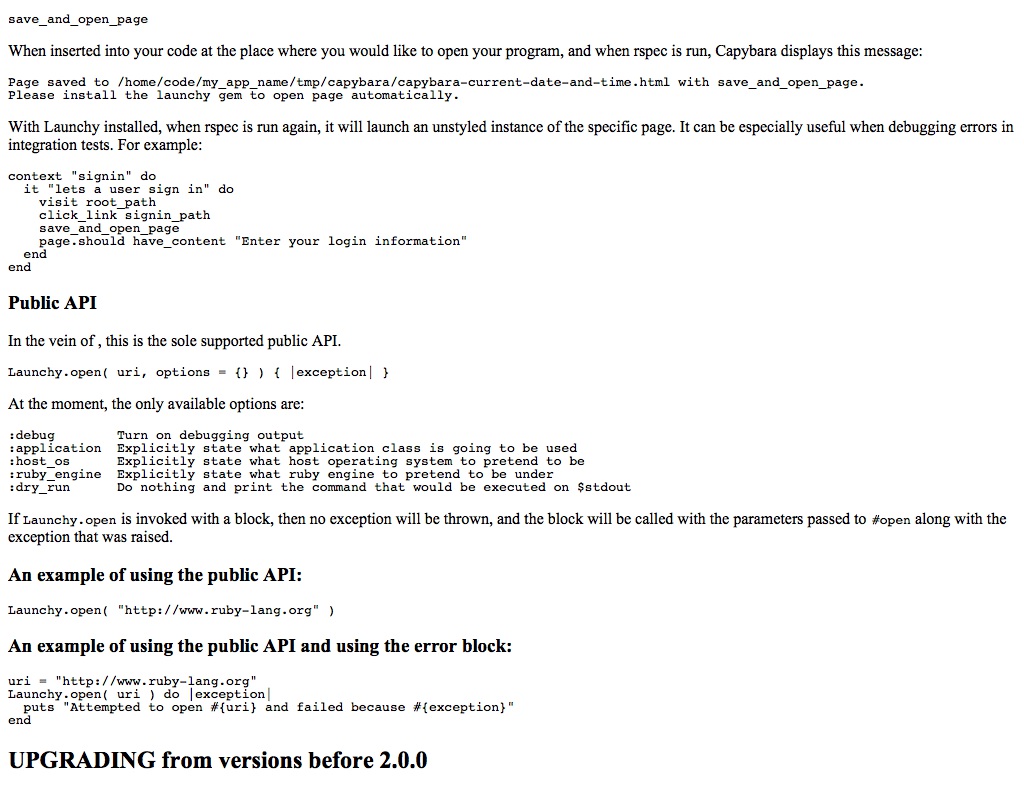 save_and_open_page
When inserted into your code at the place where you would like to open your program, and when rspec is run, Capybara displays this message:
Page saved to /home/code/my_app_name/tmp/capybara/capybara-current-date-and-time.html with save_and_open_page.
Please install the launchy gem to open page automatically.
With Launchy installed, when rspec is run again, it will launch an unstyled instance of the specific page. It can be especially useful when debugging errors in
integration tests. For example:
context "signin" do
  it "lets a user sign in" do
    visit root_path
    click_link signin_path
    save_and_open_page
    page.should have_content "Enter your login information"
  end
end
Public API
In the vein of , this is the sole supported public API.
Launchy.open( uri, options = {} ) { |exception| }
At the moment, the only available options are:
:debug        Turn on debugging output
:application  Explicitly state what application class is going to be used
:host_os      Explicitly state what host operating system to pretend to be
:ruby_engine  Explicitly state what ruby engine to pretend to be under
:dry_run      Do nothing and print the command that would be executed on $stdout
If Launchy.open is invoked with a block, then no exception will be thrown, and the block will be called with the parameters passed to #open along with the
exception that was raised.
An example of using the public API:
Launchy.open( "http://www.ruby-lang.org" )
An example of using the public API and using the error block:
uri = "http://www.ruby-lang.org"
Launchy.open( uri ) do |exception|
  puts "Attempted to open #{uri} and failed because #{exception}"
end
UPGRADING from versions before 2.0.0